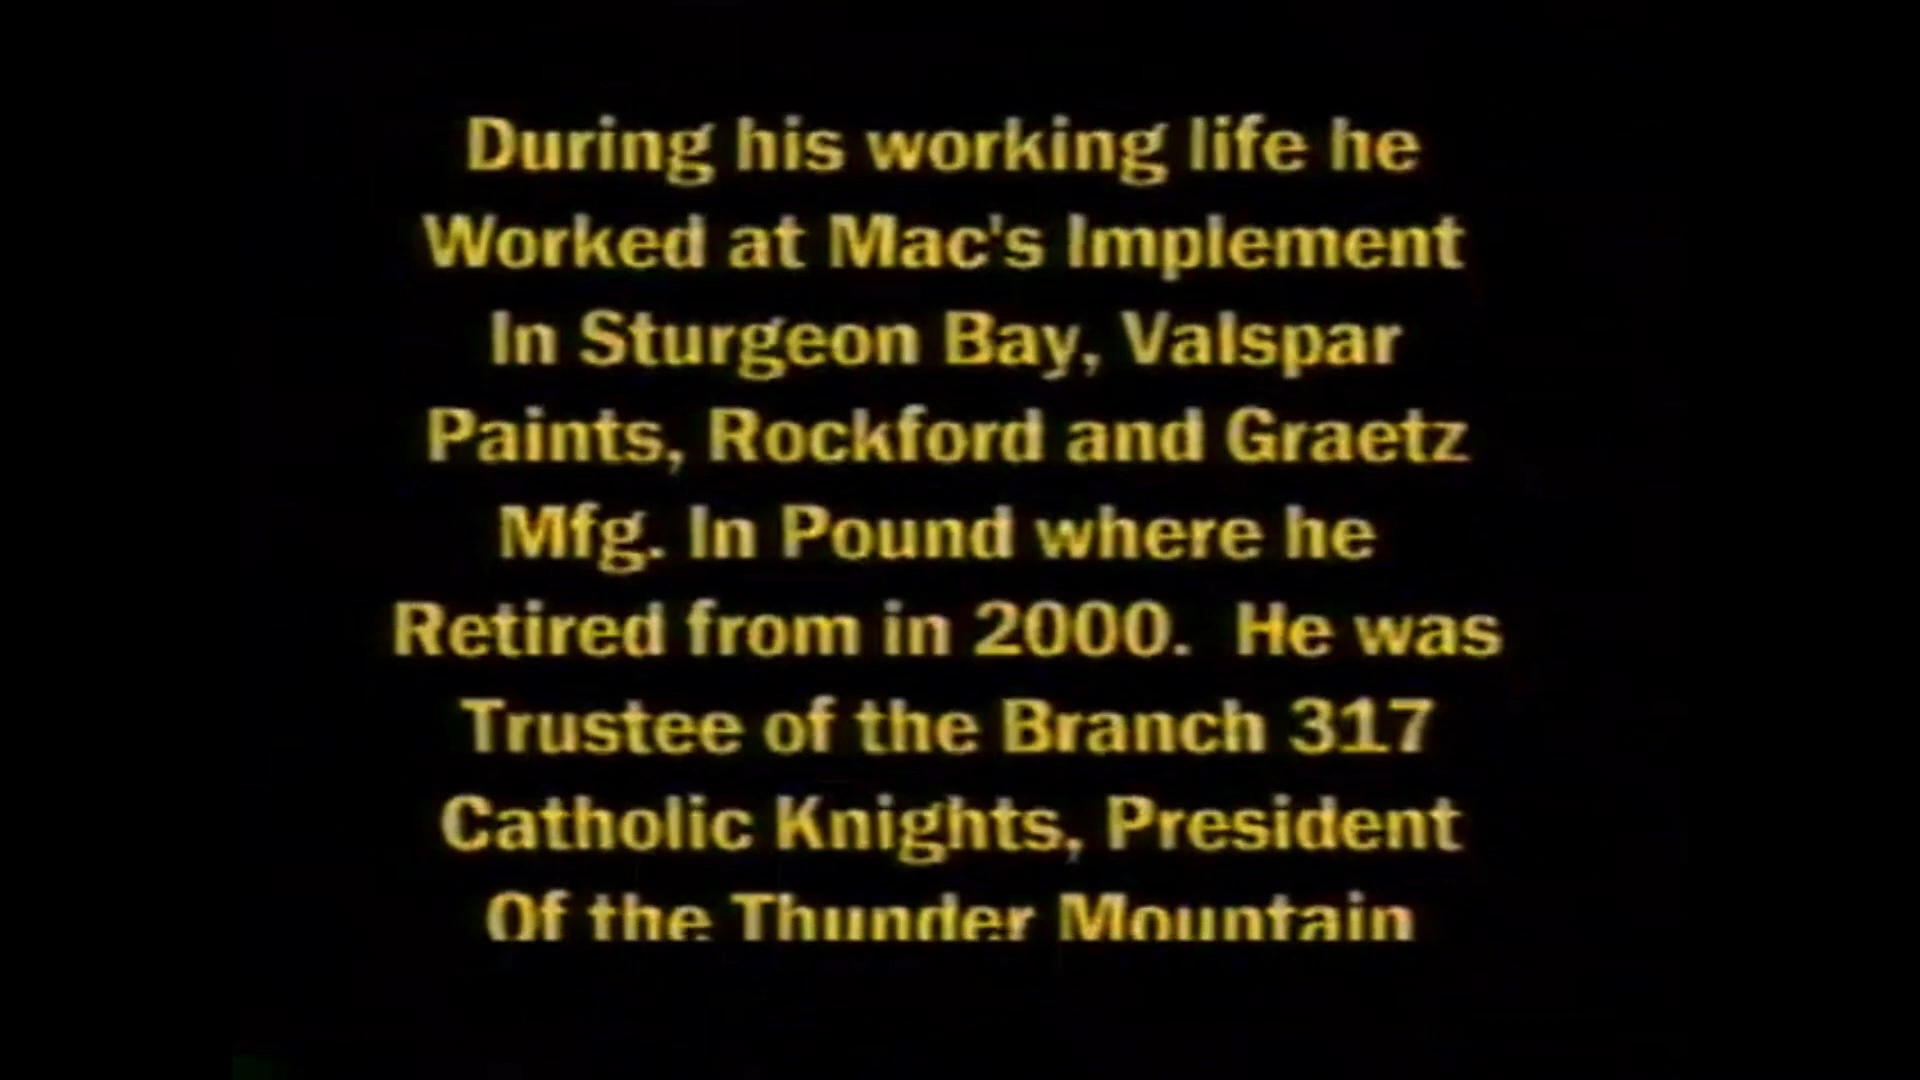 During his working life he
Worked at Mac's Implement
In Sturgeon Bay, Valspar
Paints, Rockford and Graetz
Mfg. In Pound where he
Retired from in 2000.  He was
Trustee of the Branch 317
Catholic Knights, President
Of the Thunder Mountain